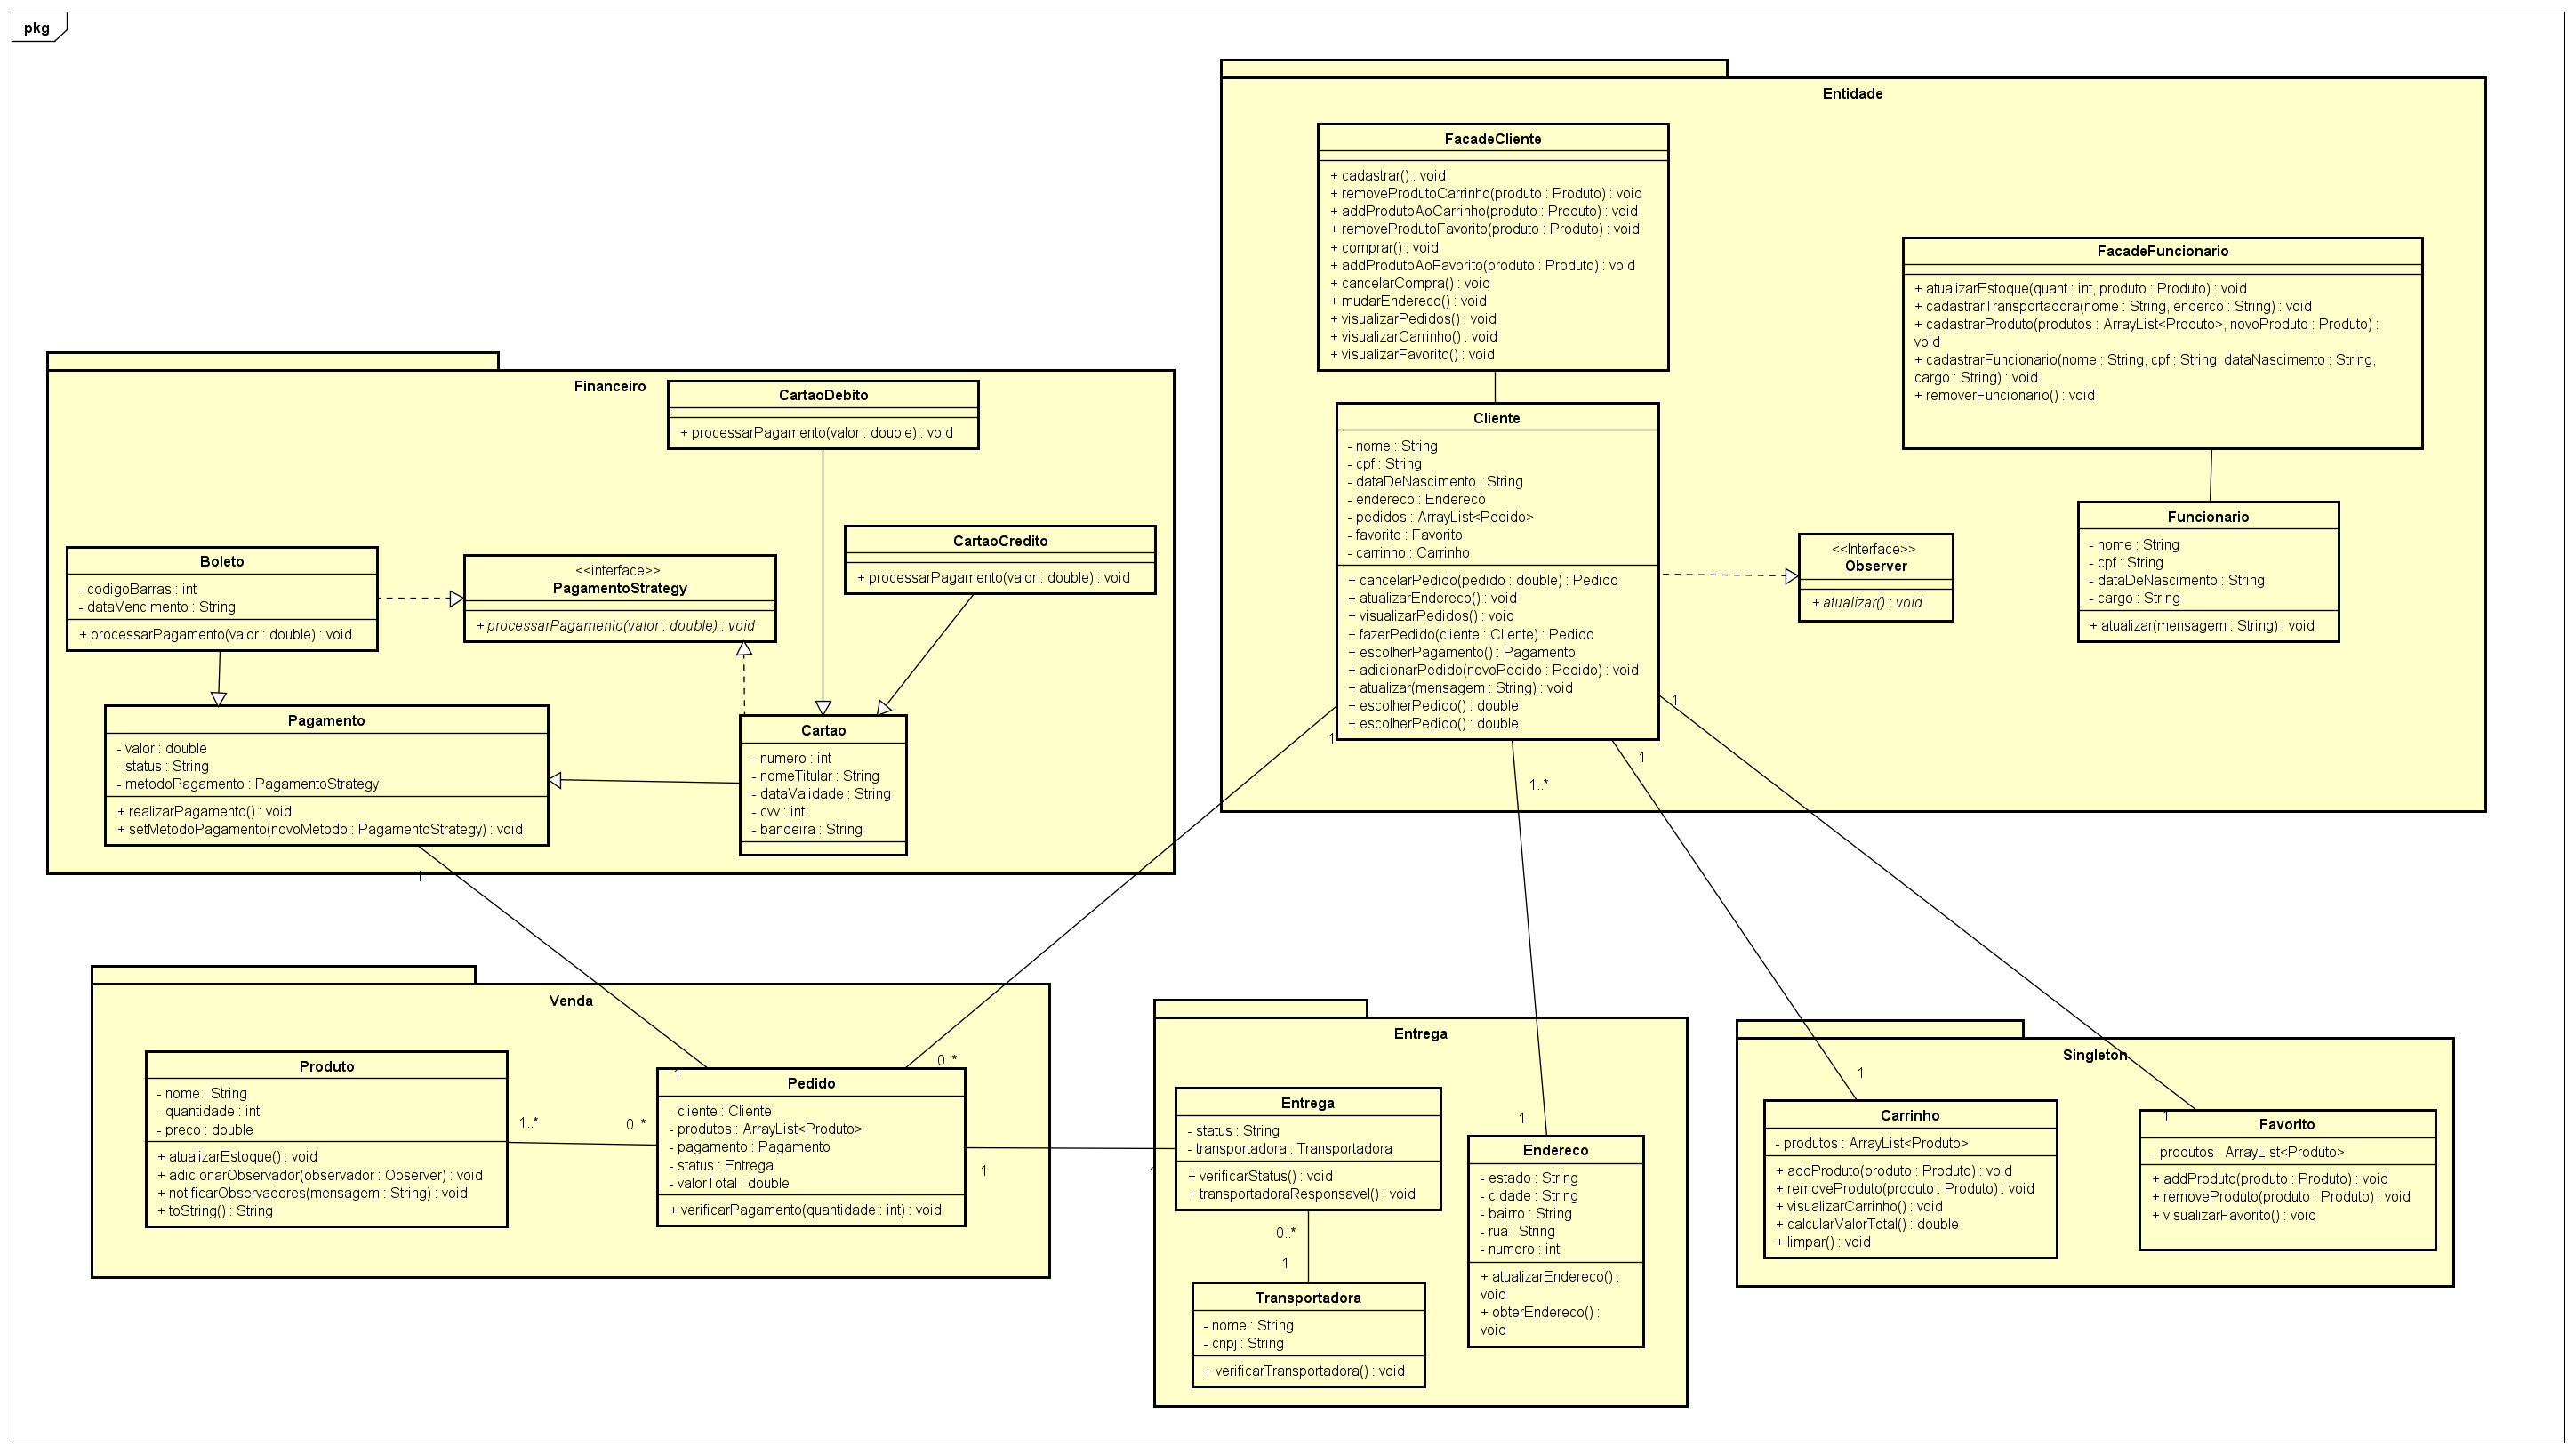 pkg
Entidade
FacadeCliente
+ cadastrar() : void
+ removeProdutoCarrinho(produto : Produto) : void
+ addProdutoAoCarrinho(produto : Produto) : void
+ removeProdutoFavorito(produto : Produto) : void
+ comprar() : void
+ addProdutoAoFavorito(produto : Produto) : void
+ cancelarCompra() : void
+ mudarEndereco() : void
+ visualizarPedidos() : void
+ visualizarCarrinho() : void
+ visualizarFavorito() : void
FacadeFuncionario
+ atualizarEstoque(quant : int, produto : Produto) : void
+ cadastrarTransportadora(nome : String, enderco : String) : void
+ cadastrarProduto(produtos : ArrayList<Produto>, novoProduto : Produto) :
void
+ cadastrarFuncionario(nome : String, cpf : String, dataNascimento : String,
cargo : String) : void
+ removerFuncionario() : void
Cliente
- nome : String
- cpf : String
- dataDeNascimento : String
- endereco : Endereco
- pedidos : ArrayList<Pedido>
- favorito : Favorito
- carrinho : Carrinho
+ cancelarPedido(pedido : double) : Pedido
+ atualizarEndereco() : void
+ visualizarPedidos() : void
+ fazerPedido(cliente : Cliente) : Pedido
+ escolherPagamento() : Pagamento
+ adicionarPedido(novoPedido : Pedido) : void
+ atualizar(mensagem : String) : void
+ escolherPedido() : double
+ escolherPedido() : double
<<Interface>>
Observer
+ atualizar() : void
Funcionario
- nome : String
- cpf : String
- dataDeNascimento : String
- cargo : String
+ atualizar(mensagem : String) : void
1
1..*
1
1
Financeiro
CartaoDebito
+ processarPagamento(valor : double) : void
CartaoCredito
+ processarPagamento(valor : double) : void
Boleto
- codigoBarras : int
- dataVencimento : String
+ processarPagamento(valor : double) : void
<<interface>>
PagamentoStrategy
+ processarPagamento(valor : double) : void
Pagamento
- valor : double
- status : String
- metodoPagamento : PagamentoStrategy
+ realizarPagamento() : void
+ setMetodoPagamento(novoMetodo : PagamentoStrategy) : void
Cartao
- numero : int
- nomeTitular : String
- dataValidade : String
- cvv : int
- bandeira : String
1
Venda
Produto
- nome : String
- quantidade : int
- preco : double
+ atualizarEstoque() : void
+ adicionarObservador(observador : Observer) : void
+ notificarObservadores(mensagem : String) : void
+ toString() : String
1..*
0..*
1
0..*
Pedido
- cliente : Cliente
- produtos : ArrayList<Produto>
- pagamento : Pagamento
- status : Entrega
- valorTotal : double
+ verificarPagamento(quantidade : int) : void
1
1
Entrega
Entrega
- status : String
- transportadora : Transportadora
+ verificarStatus() : void
+ transportadoraResponsavel() : void
0..*
1
Transportadora
- nome : String
- cnpj : String
+ verificarTransportadora() : void
1
Endereco
- estado : String
- cidade : String
- bairro : String
- rua : String
- numero : int
+ atualizarEndereco() :
void
+ obterEndereco() :
void
Singleton
1
Carrinho
- produtos : ArrayList<Produto>
+ addProduto(produto : Produto) : void
+ removeProduto(produto : Produto) : void
+ visualizarCarrinho() : void
+ calcularValorTotal() : double
+ limpar() : void
1
Favorito
- produtos : ArrayList<Produto>
+ addProduto(produto : Produto) : void
+ removeProduto(produto : Produto) : void
+ visualizarFavorito() : void